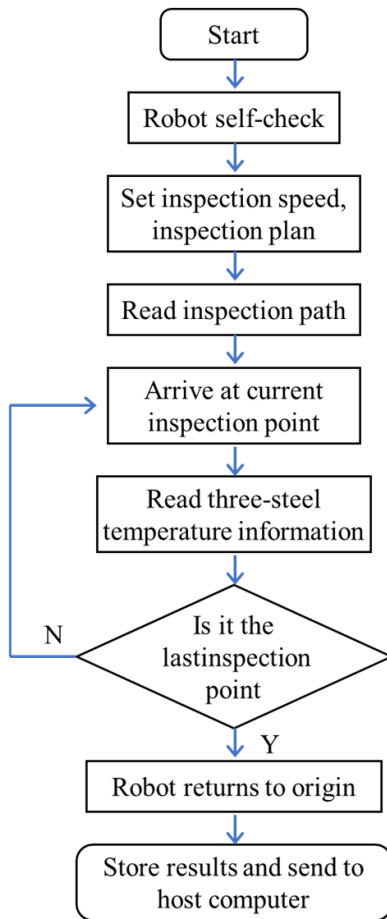 Start
Robot self-check
Set inspection speed,
inspection plan
Read inspection path
Arrive at current
inspection point
Read three-steel
temperature information
Is it the
lastinspection
point
N
Y
Robot returns to origin
Store results and send to
host computer